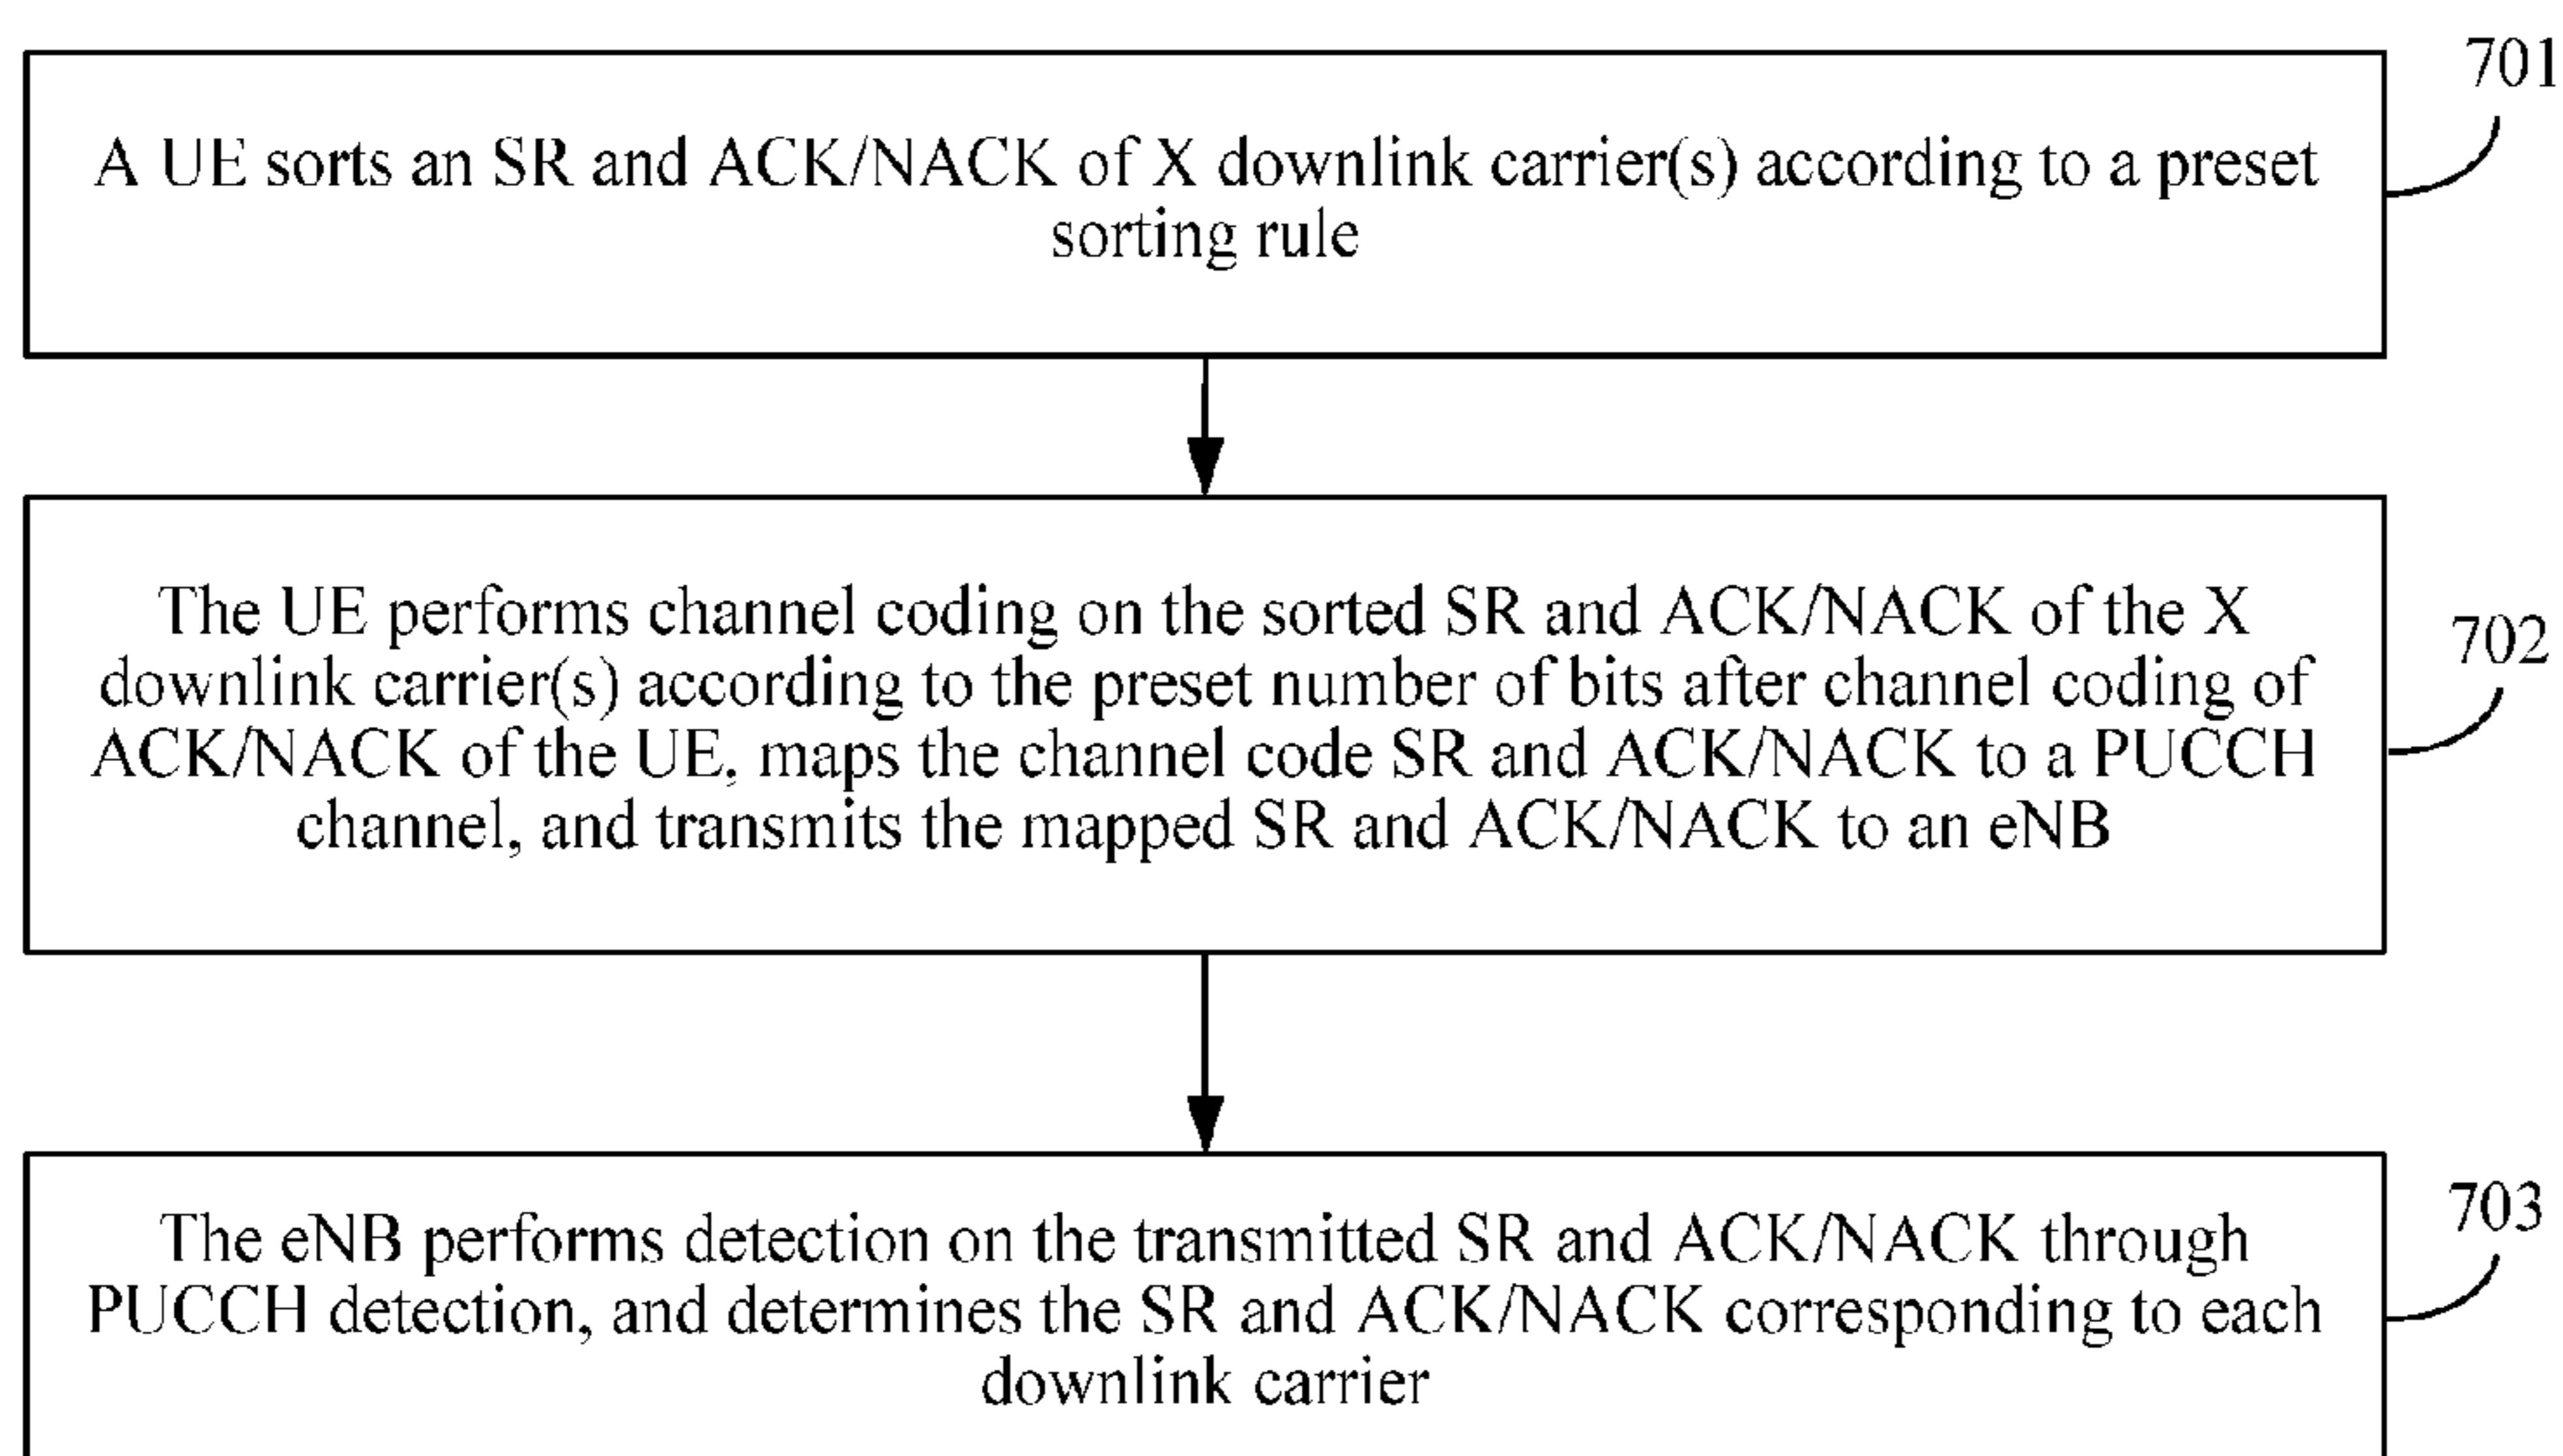 701
A UE sorts an SR and ACK/NACK of X downlink carrier(s) according to a preset
sorting rule
The UE performs channel coding on the sorted SR and ACK/NACK of the X
702
downlink carrier(s) according to the preset number of bits after channel coding of
ACK/NACK of the UE, maps the channel code SR and ACK/NACK to a PUCCH
channel, and transmits the mapped SR and ACK/NACK to an eNB
703
The eNB performs detection on the transmitted SR and ACK/NACK through
PUCCH detection, and determines the SR and ACK/NACK corresponding to each
downlink carrier